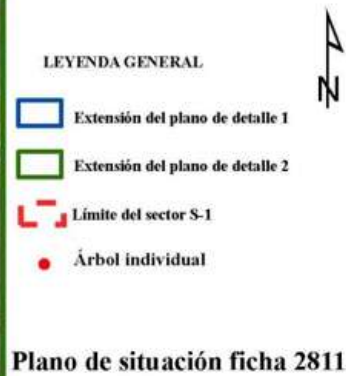 LEYENDA GENERAL
N
Extensión del plano de detalle 1
Extensión del plano de detalle 2
Límite del sector S-1
Árbol individual
Plano de situación ficha 2811